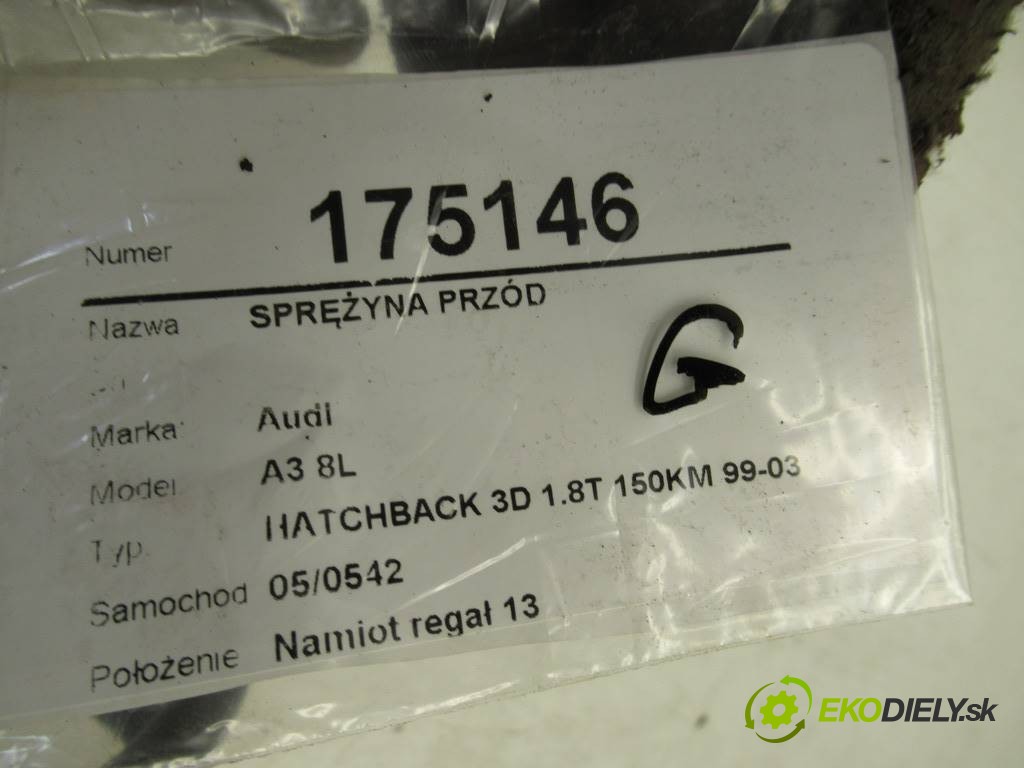 Numer 175146
Nazwa SPRĘŻYNA PRZÓD
G
Marka: Audi
Model A3 8L
Typ. HATCHBACK 3D 1.8T 150KM 99-03
Samochod 05/0542
Położenie Namiot regał 13
EKODIELY.sk